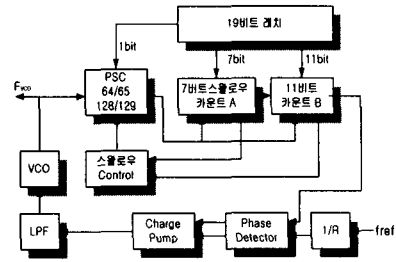 19비트 래치
1bit
7bit
11bit
Fvco
PSC
64/65
128/129
7비트스왈로우
카운트 A
11비트
카운트 B
스왈로우
Control
VCO
LPF
Charge
Pump
Phase
Detector
1/R
fref